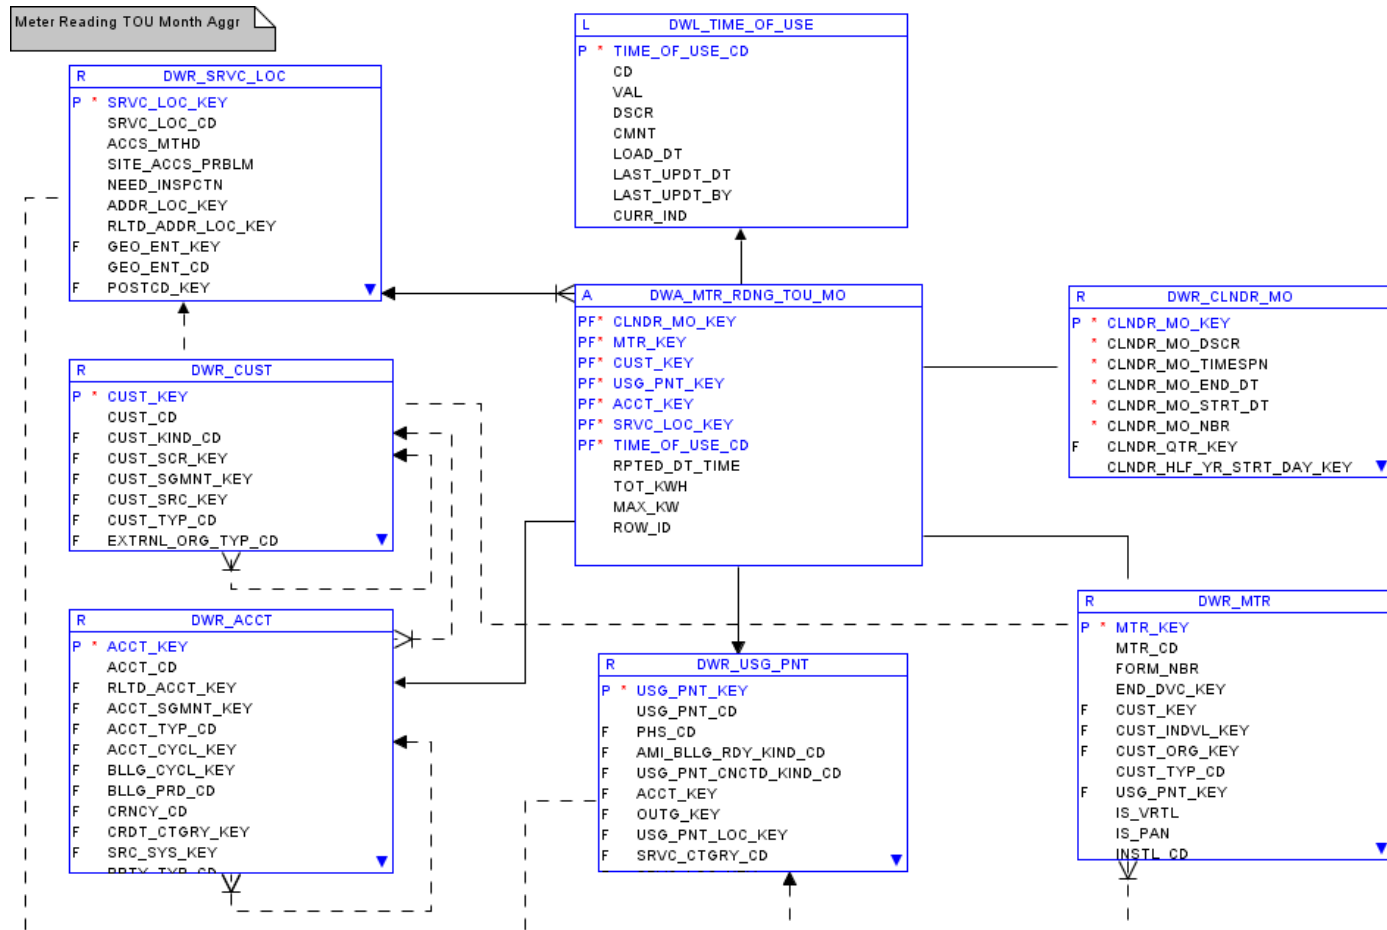 Meter Reading TOU Month Aggr
L DWL_TIME_OF_USE
P * TIME_OF_USE_CD
CD
VAL
DSCR
CMNT
LOAD_DT
LAST_UPDT_DT
LAST_UPDT_BY
CURR_IND
R DWR_SRVC_LOC
P * SRVC_LOC_KEY
SRVC_LOC_CD
ACCS_MTHD
SITE_ACCS_PRBLM
NEED_INSPCTN
ADDR_LOC_KEY
RLTD_ADDR_LOC_KEY
F GEO_ENT_KEY
GEO_ENT_CD
F POSTCD_KEY
A DWA_MTR_RDNG_TOU_MO
PF* CLNDR_MO_KEY
PF* MTR_KEY
PF* CUST_KEY
PF* USG_PNT_KEY
PF* ACCT_KEY
PF* SRVC_LOC_KEY
PF* TIME_OF_USE_CD
RPTED_DT_TIME
TOT_KWH
MAX_KW
ROW_ID
R DWR_CLNDR_MO
P * CLNDR_MO_KEY
* CLNDR_MO_DSCR
* CLNDR_MO_TIMESPN
* CLNDR_MO_END_DT
* CLNDR_MO_STRT_DT
* CLNDR_MO_NBR
F CLNDR_QTR_KEY
CLNDR_HLF_YR_STRT_DAY_KEY
R DWR_CUST
P * CUST_KEY
CUST_CD
F CUST_KIND_CD
F CUST_SCR_KEY
F CUST_SGMNT_KEY
F CUST_SRC_KEY
F CUST_TYP_CD
F EXTRNL_ORG_TYP_CD
R DWR_ACCT
P * ACCT_KEY
ACCT_CD
F RLTD_ACCT_KEY
F ACCT_SGMNT_KEY
F ACCT_TYP_CD
F ACCT_CYCL_KEY
F BLLG_CYCL_KEY
F BLLG_PRD_CD
F CRNCY_CD
F CRDT_CTGRY_KEY
F SRC_SYS_KEY
R DWR_USG_PNT
P * USG_PNT_KEY
USG_PNT_CD
F PHS_CD
F AMI_BLLG_RDY_KIND_CD
F USG_PNT_CNCTD_KIND_CD
F ACCT_KEY
F OUTG_KEY
F USG_PNT_LOC_KEY
F SRVC_CTGRY_CD
R DWR_MTR
P * MTR_KEY
MTR_CD
FORM_NBR
END_DVC_KEY
F CUST_KEY
F CUST_INDVL_KEY
F CUST_ORG_KEY
CUST_TYP_CD
F USG_PNT_KEY
IS_VRTL
IS_PAN
INSTL_CD